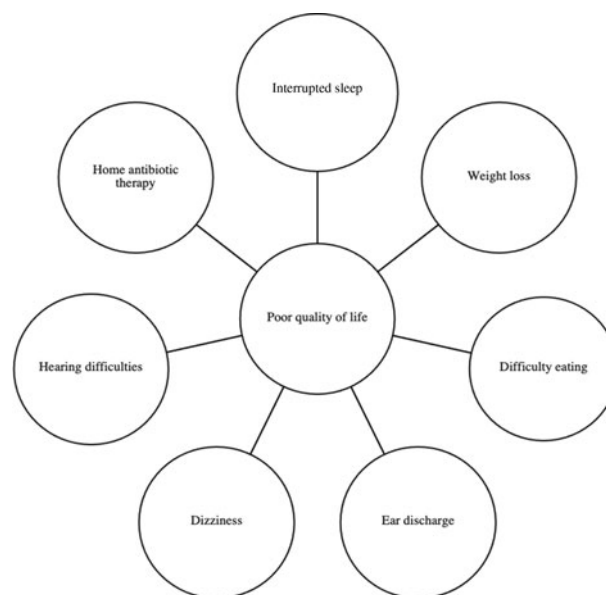 Interrupted sleep
Home antibiotic
therapy
Weight loss
Poor quality of life
Hearing difficulties
Difficulty eating
Dizziness
Ear discharge